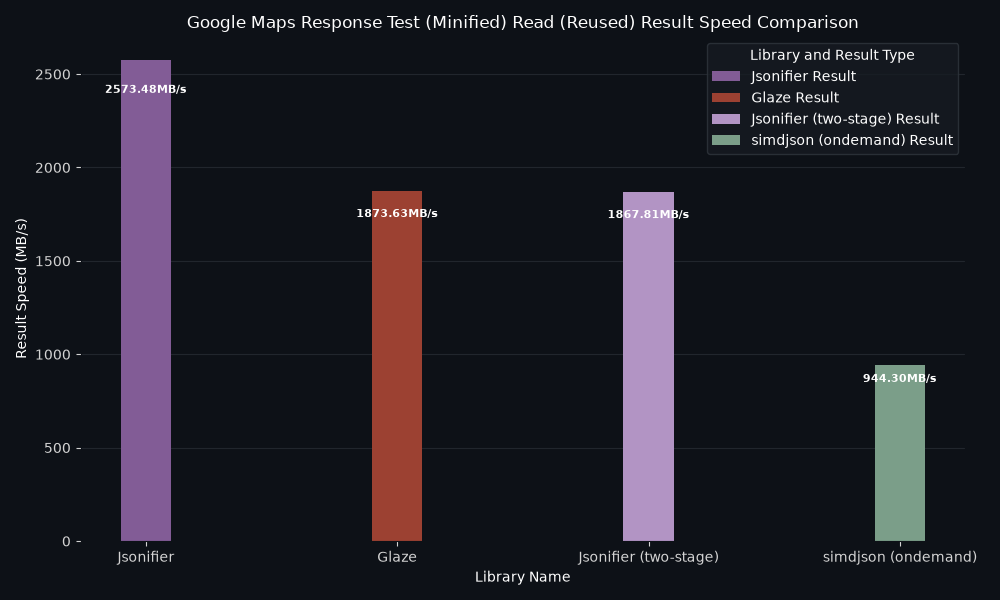 Google Maps Response Test (Minified) Read (Reused) Result Speed Comparison
Library and Result Type
Jsonifier Result
Glaze Result
Jsonifier (two-stage) Result
simdjson (ondemand) Result
Result Speed (MB/s)
2500
2000
1500
1000
500
0
2573.48MB/s
1873.63MB/s
1867.81MB/s
944.30MB/s
Jsonifier
Glaze
Jsonifier (two-stage)
simdjson (ondemand)
Library Name